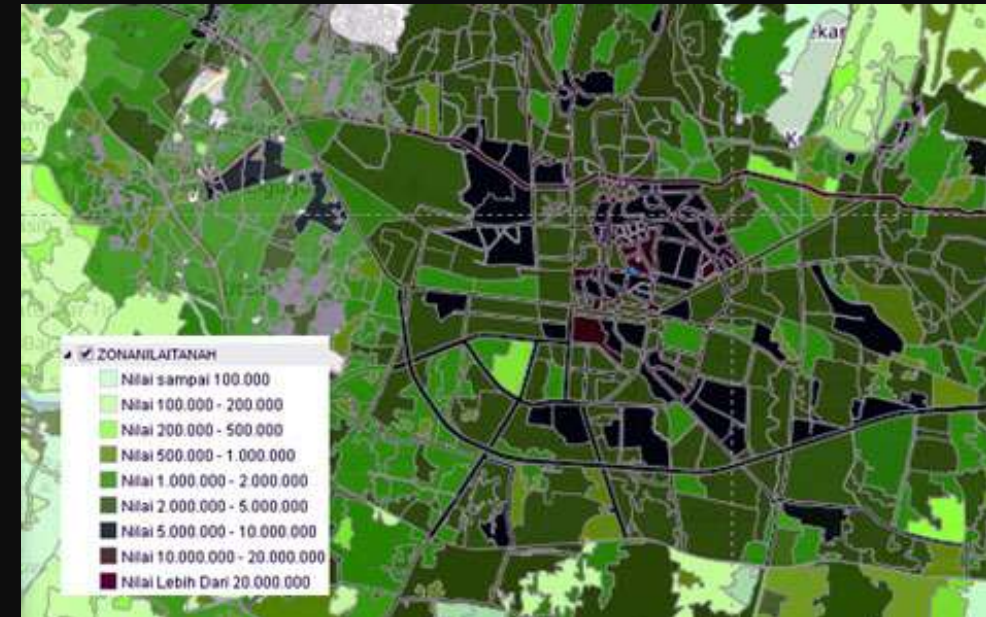 ekar
K
ZONANILAITANAH
Nilai sampai 100.000
Nilai 100.000 - 200.000
Nilai 200.000 - 500.000
Nilai 500.000 - 1.000.000
Nilai 1.000.000 - 2.000.000
Nilai 2.000.000 - 5.000.000
Nilai 5.000.000 - 10.000.000
Nilai 10.000.000 - 20.000.000
Nilai Lebih Dari 20.000.000